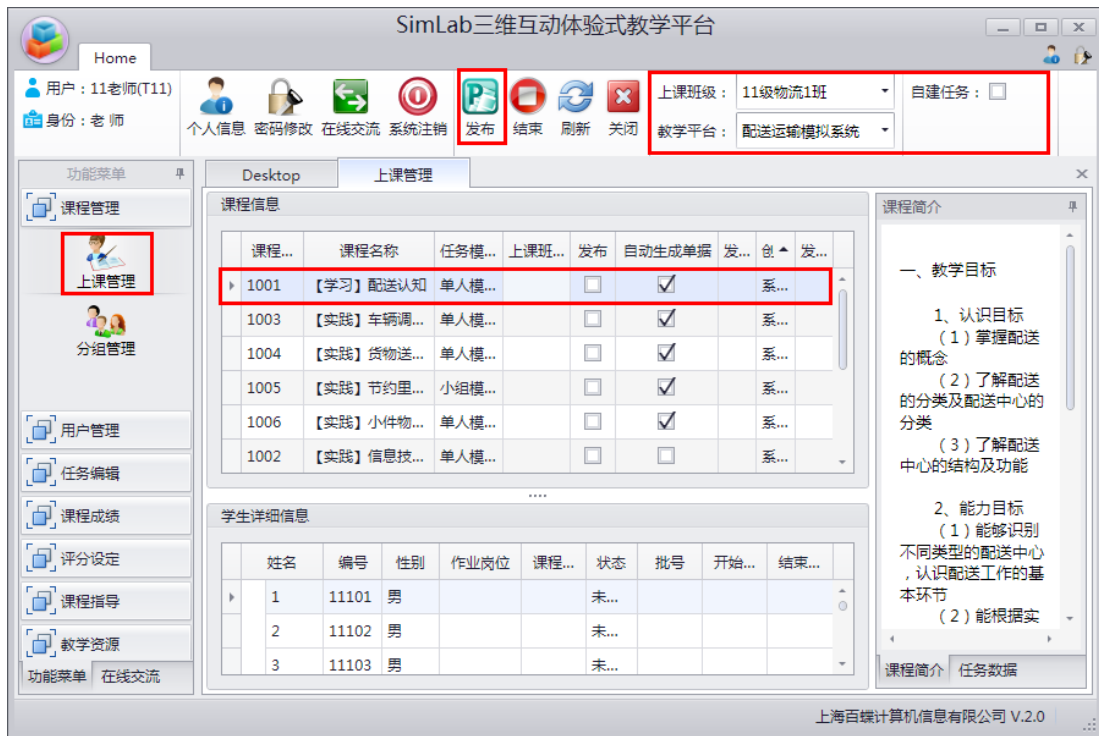 SimLab三维互动体验式教学平台
Home
用户：11老师(T11)
身份：老 师
个人信息 密码修改 在线交流 系统注销 发布 结束 刷新 关闭
上课班级： 11级物流1班 自建任务：
教学平台： 配送运输模拟系统
功能菜单
课程管理
上课管理
分组管理
用户管理
任务编辑
课程成绩
评分设定
课程指导
教学资源
功能菜单 在线交流
Desktop 上课管理
课程信息
课程... 课程名称 任务模... 上课班... 发布 自动生成单据 发... 创 发...
1001 【学习】配送认知 单人模... 系...
1003 【实践】车辆调... 单人模... 系...
1004 【实践】货物送... 单人模... 系...
1005 【实践】节约里... 小组模... 系...
1006 【实践】小件物... 单人模... 系...
1002 【实践】信息技... 单人模... 系...
学生详细信息
姓名 编号 性别 作业岗位 课程... 状态 批号 开始... 结束...
1 11101 男 未...
2 11102 男 未...
3 11103 男 未...
课程简介
一、教学目标
1、认识目标
（1）掌握配送
的概念
（2）了解配送
的分类及配送中心的
分类
（3）了解配送
中心的结构及功能
2、能力目标
（1）能够识别
不同类型的配送中心
，认识配送工作的基
本环节
（2）能根据实
课程简介 任务数据
上海百蝶计算机信息有限公司 V.2.0